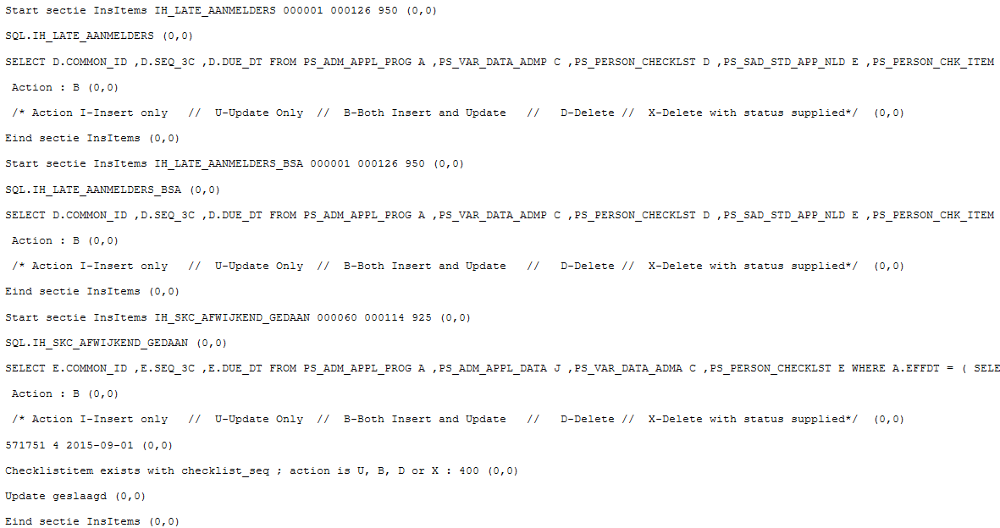 Start sectie InsItems IH_LATE_AANMELDERS 000001 000126 950 (0,0)
SQL.IH_LATE_AANMELDERS (0,0)
SELECT D.COMMON_ID ,D.SEQ_3C ,D.DUE_DT FROM PS_ADM_APPL_PROG A ,PS_VAR_DATA_ADMP C ,PS_PERSON_CHECKLST D ,PS_SAD_STD_APP_NLD E ,PS_PERSON_CHK_ITEM
Action : B (0,0)
/* Action I-Insert only // U-Update Only // B-Both Insert and Update // D-Delete // X-Delete with status supplied*/ (0,0)
Eind sectie InsItems (0,0)
Start sectie InsItems IH_LATE_AANMELDERS_BSA 000001 000126 950 (0,0)
SQL.IH_LATE_AANMELDERS_BSA (0,0)
SELECT D.COMMON_ID ,D.SEQ_3C ,D.DUE_DT FROM PS_ADM_APPL_PROG A ,PS_VAR_DATA_ADMP C ,PS_PERSON_CHECKLST D ,PS_SAD_STD_APP_NLD E ,PS_PERSON_CHK_ITEM
Action : B (0,0)
/* Action I-Insert only // U-Update Only // B-Both Insert and Update // D-Delete // X-Delete with status supplied*/ (0,0)
Eind sectie InsItems (0,0)
Start sectie InsItems IH_SKC_AFWIJKEND_GEDAAN 000060 000114 925 (0,0)
SQL.IH_SKC_AFWIJKEND_GEDAAN (0,0)
SELECT E.COMMON_ID ,E.SEQ_3C ,E.DUE_DT FROM PS_ADM_APPL_PROG A ,PS_ADM_APPL_DATA J ,PS_VAR_DATA_ADMA C ,PS_PERSON_CHECKLST E WHERE A.EFFDT = ( SELE
Action : B (0,0)
/* Action I-Insert only // U-Update Only // B-Both Insert and Update // D-Delete // X-Delete with status supplied*/ (0,0)
571751 4 2015-09-01 (0,0)
Checklistitem exists with checklist_seq ; action is U, B, D or X : 400 (0,0)
Update geslaagd (0,0)
Eind sectie InsItems (0,0)